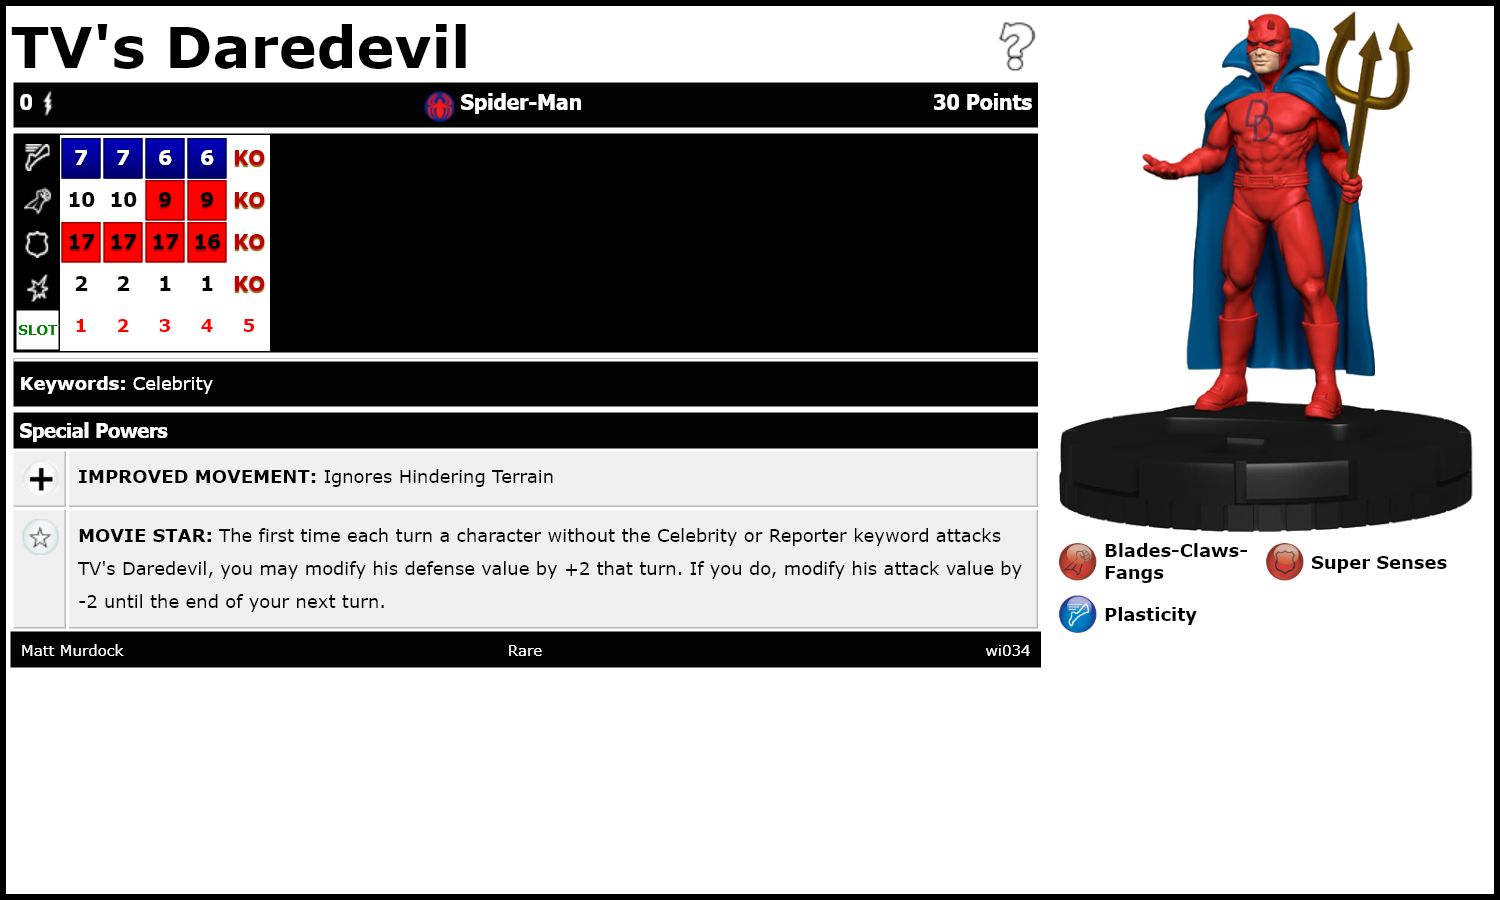 TV's Daredevil
0 Spider-Man 30 Points
7 7 6 6 KO
10 10 9 9 KO
17 17 17 16 KO
2 2 1 1 KO
SLOT 1 2 3 4 5
Keywords: Celebrity
Special Powers
IMPROVED MOVEMENT: Ignores Hindering Terrain
MOVIE STAR: The first time each turn a character without the Celebrity or Reporter keyword attacks
TV's Daredevil, you may modify his defense value by +2 that turn. If you do, modify his attack value by
-2 until the end of your next turn.
Matt Murdock Rare wi034
DD
Blades-Claws-
Fangs
Super Senses
Plasticity